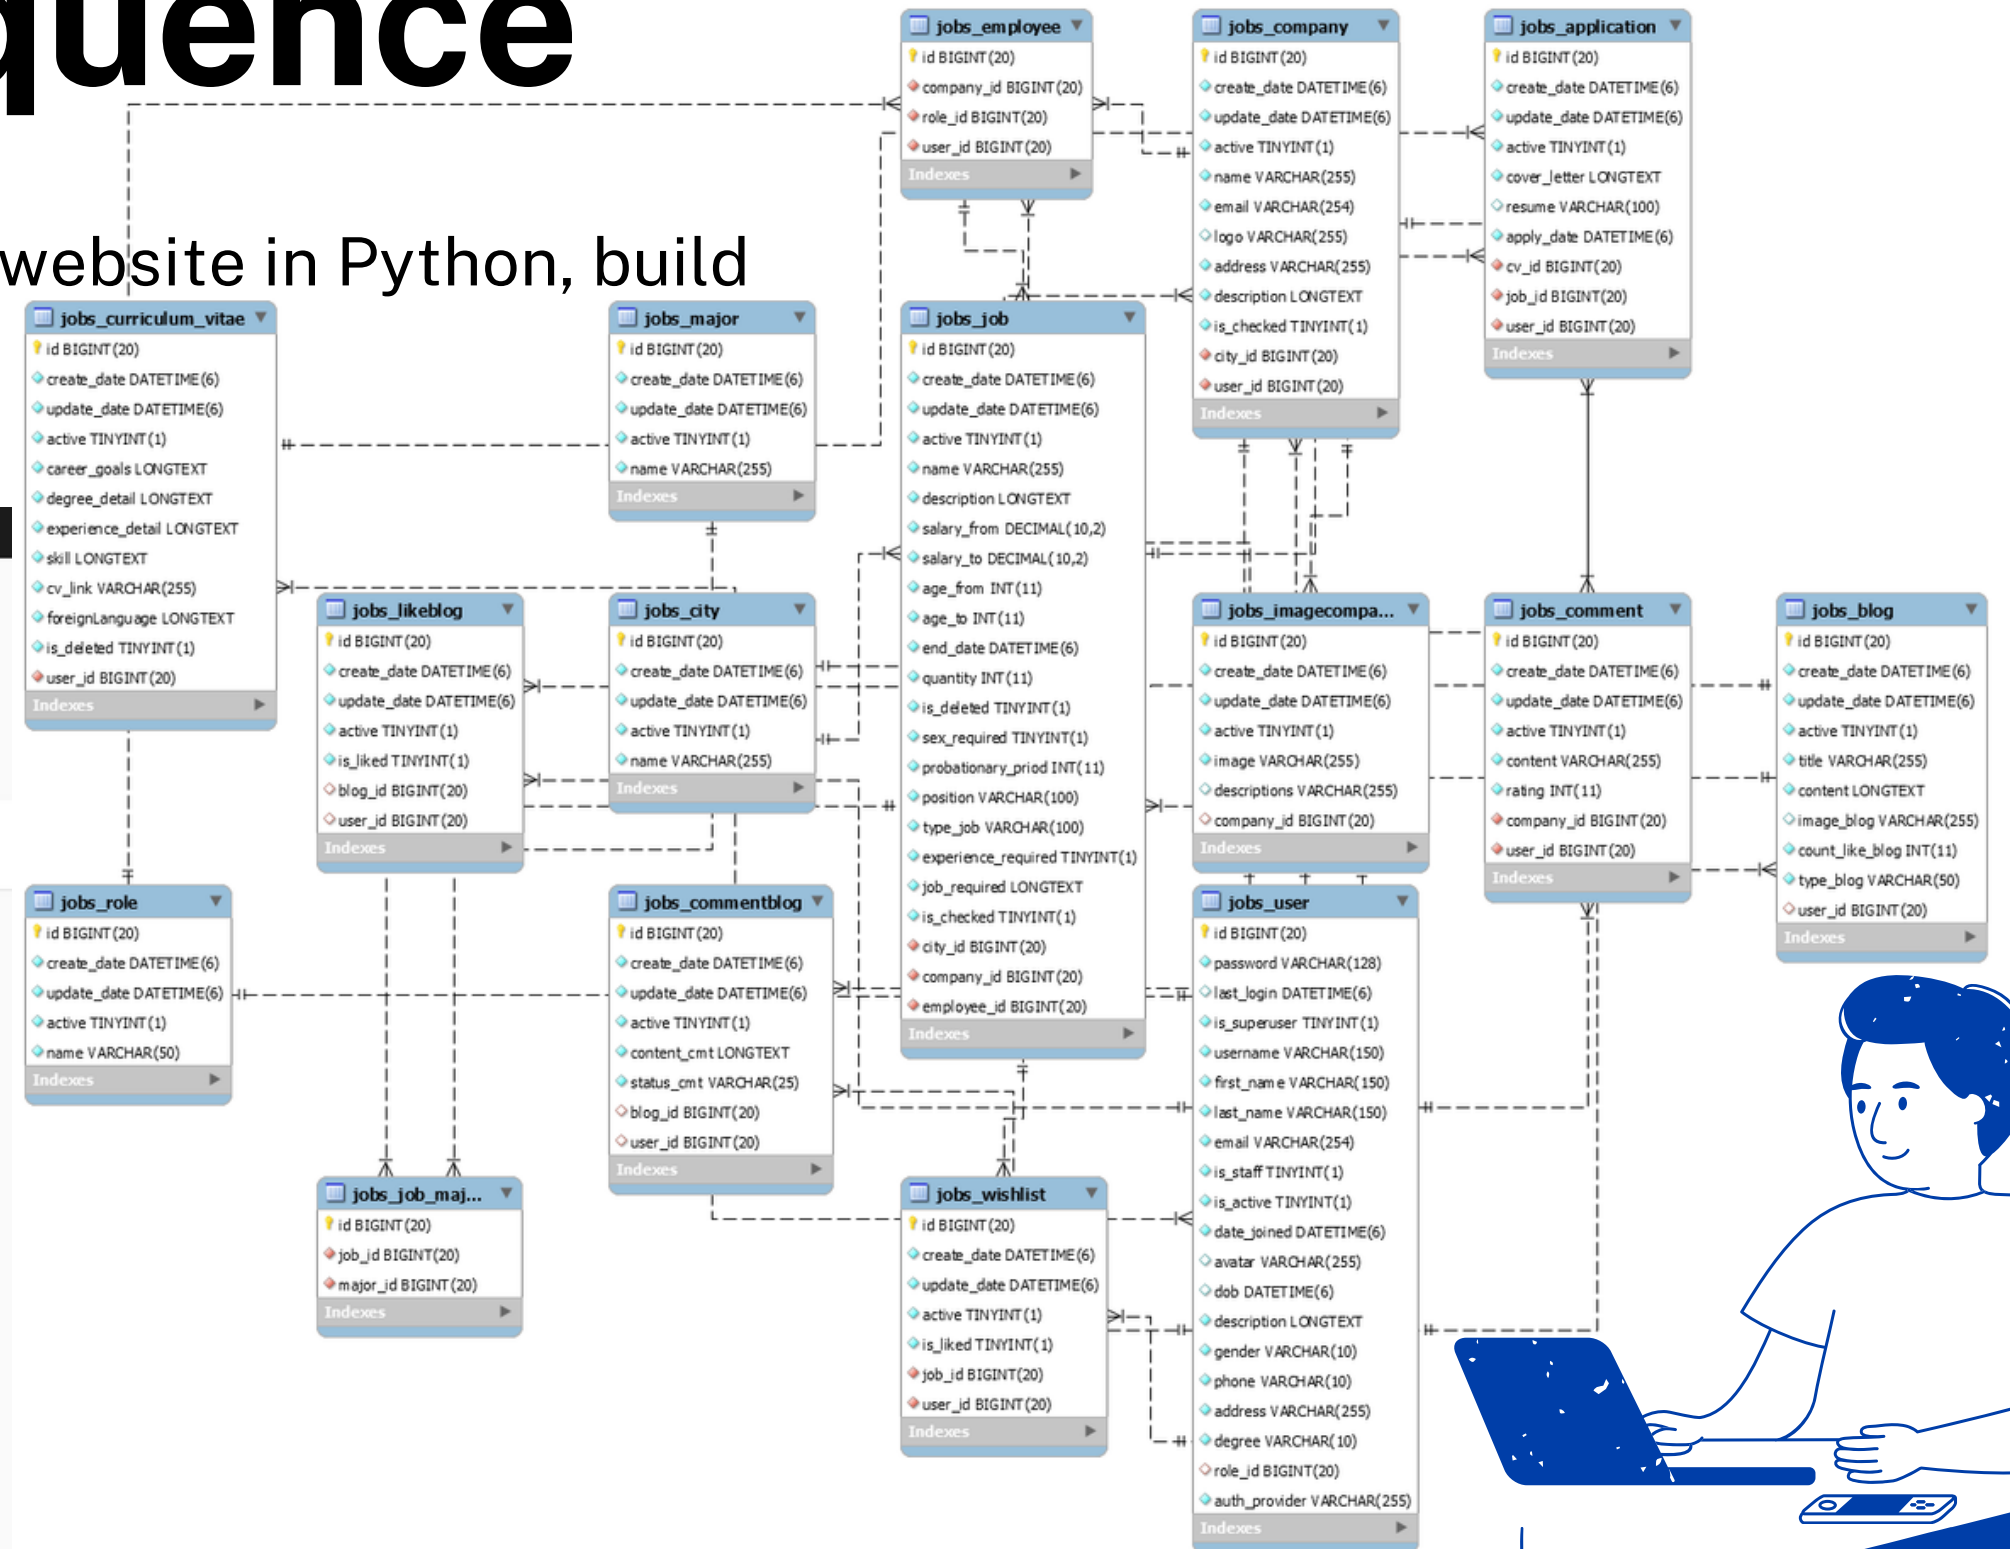 quence
website in Python, build
jobs_employee
id BIGINT(20)
company_id BIGINT(20)
role_id BIGINT(20)
user_id BIGINT(20)
Indexes
jobs_company
id BIGINT(20)
create_date DATETIME(6)
update_date DATETIME(6)
active TINYINT(1)
name VARCHAR(255)
email VARCHAR(254)
logo VARCHAR(255)
address VARCHAR(255)
description LONGTEXT
is_checked TINYINT(1)
city_id BIGINT(20)
user_id BIGINT(20)
Indexes
jobs_application
id BIGINT(20)
create_date DATETIME(6)
update_date DATETIME(6)
active TINYINT(1)
cover_letter LONGTEXT
resume VARCHAR(100)
apply_date DATETIME(6)
cv_id BIGINT(20)
job_id BIGINT(20)
user_id BIGINT(20)
Indexes
jobs_curriculum_vitae
id BIGINT(20)
create_date DATETIME(6)
update_date DATETIME(6)
active TINYINT(1)
career_goals LONGTEXT
degree_detail LONGTEXT
experience_detail LONGTEXT
skill LONGTEXT
cv_link VARCHAR(255)
foreignLanguage LONGTEXT
is_deleted TINYINT(1)
user_id BIGINT(20)
Indexes
jobs_major
id BIGINT(20)
create_date DATETIME(6)
update_date DATETIME(6)
active TINYINT(1)
name VARCHAR(255)
Indexes
jobs_job
id BIGINT(20)
create_date DATETIME(6)
update_date DATETIME(6)
active TINYINT(1)
name VARCHAR(255)
description LONGTEXT
salary_from DECIMAL(10,2)
salary_to DECIMAL(10,2)
age_from INT(11)
age_to INT(11)
end_date DATETIME(6)
quantity INT(11)
is_deleted TINYINT(1)
sex_required TINYINT(1)
probationary_priod INT(11)
position VARCHAR(100)
type_job VARCHAR(100)
experience_required TINYINT(1)
job_required LONGTEXT
is_checked TINYINT(1)
city_id BIGINT(20)
company_id BIGINT(20)
employee_id BIGINT(20)
Indexes
jobs_likeblog
id BIGINT(20)
create_date DATETIME(6)
update_date DATETIME(6)
active TINYINT(1)
is_liked TINYINT(1)
blog_id BIGINT(20)
user_id BIGINT(20)
Indexes
jobs_city
id BIGINT(20)
create_date DATETIME(6)
update_date DATETIME(6)
active TINYINT(1)
name VARCHAR(255)
Indexes
jobs_imagecompa...
id BIGINT(20)
create_date DATETIME(6)
update_date DATETIME(6)
active TINYINT(1)
image VARCHAR(255)
descriptions VARCHAR(255)
company_id BIGINT(20)
Indexes
jobs_comment
id BIGINT(20)
create_date DATETIME(6)
update_date DATETIME(6)
active TINYINT(1)
content VARCHAR(255)
rating INT(11)
company_id BIGINT(20)
user_id BIGINT(20)
Indexes
jobs_blog
id BIGINT(20)
create_date DATETIME(6)
update_date DATETIME(6)
active TINYINT(1)
title VARCHAR(255)
content LONGTEXT
image_blog VARCHAR(255)
count_like_blog INT(11)
type_blog VARCHAR(50)
user_id BIGINT(20)
Indexes
jobs_role
id BIGINT(20)
create_date DATETIME(6)
update_date DATETIME(6)
active TINYINT(1)
name VARCHAR(50)
Indexes
jobs_commentblog
id BIGINT(20)
create_date DATETIME(6)
update_date DATETIME(6)
active TINYINT(1)
content_cmt LONGTEXT
status_cmt VARCHAR(25)
blog_id BIGINT(20)
user_id BIGINT(20)
Indexes
jobs_user
id BIGINT(20)
password VARCHAR(128)
last_login DATETIME(6)
is_superuser TINYINT(1)
username VARCHAR(150)
first_name VARCHAR(150)
last_name VARCHAR(150)
email VARCHAR(254)
is_staff TINYINT(1)
is_active TINYINT(1)
date_joined DATETIME(6)
avatar VARCHAR(255)
dob DATETIME(6)
description LONGTEXT
gender VARCHAR(10)
phone VARCHAR(10)
address VARCHAR(255)
degree VARCHAR(10)
role_id BIGINT(20)
auth_provider VARCHAR(255)
Indexes
jobs_job_maj...
id BIGINT(20)
job_id BIGINT(20)
major_id BIGINT(20)
Indexes
jobs_wishlist
id BIGINT(20)
create_date DATETIME(6)
update_date DATETIME(6)
active TINYINT(1)
is_liked TINYINT(1)
job_id BIGINT(20)
user_id BIGINT(20)
Indexes